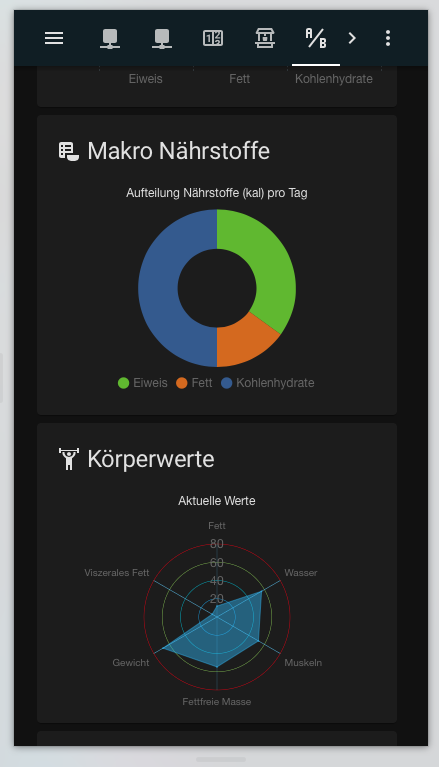 A/B
Eiweis Fett Kohlenhydrate
Makro Nährstoffe
Aufteilung Nährstoffe (kal) pro Tag
Eiweis Fett Kohlenhydrate
Körperwerte
Aktuelle Werte
Fett
80
Viszerales Fett 60 Wasser
40
20
Gewicht Muskeln
Fettfreie Masse